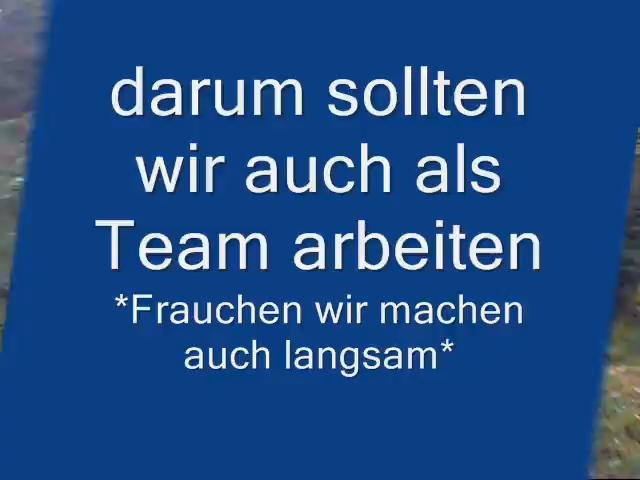 darum sollten
wir auch als
Team arbeiten
*Frauchen wir machen
auch langsam*